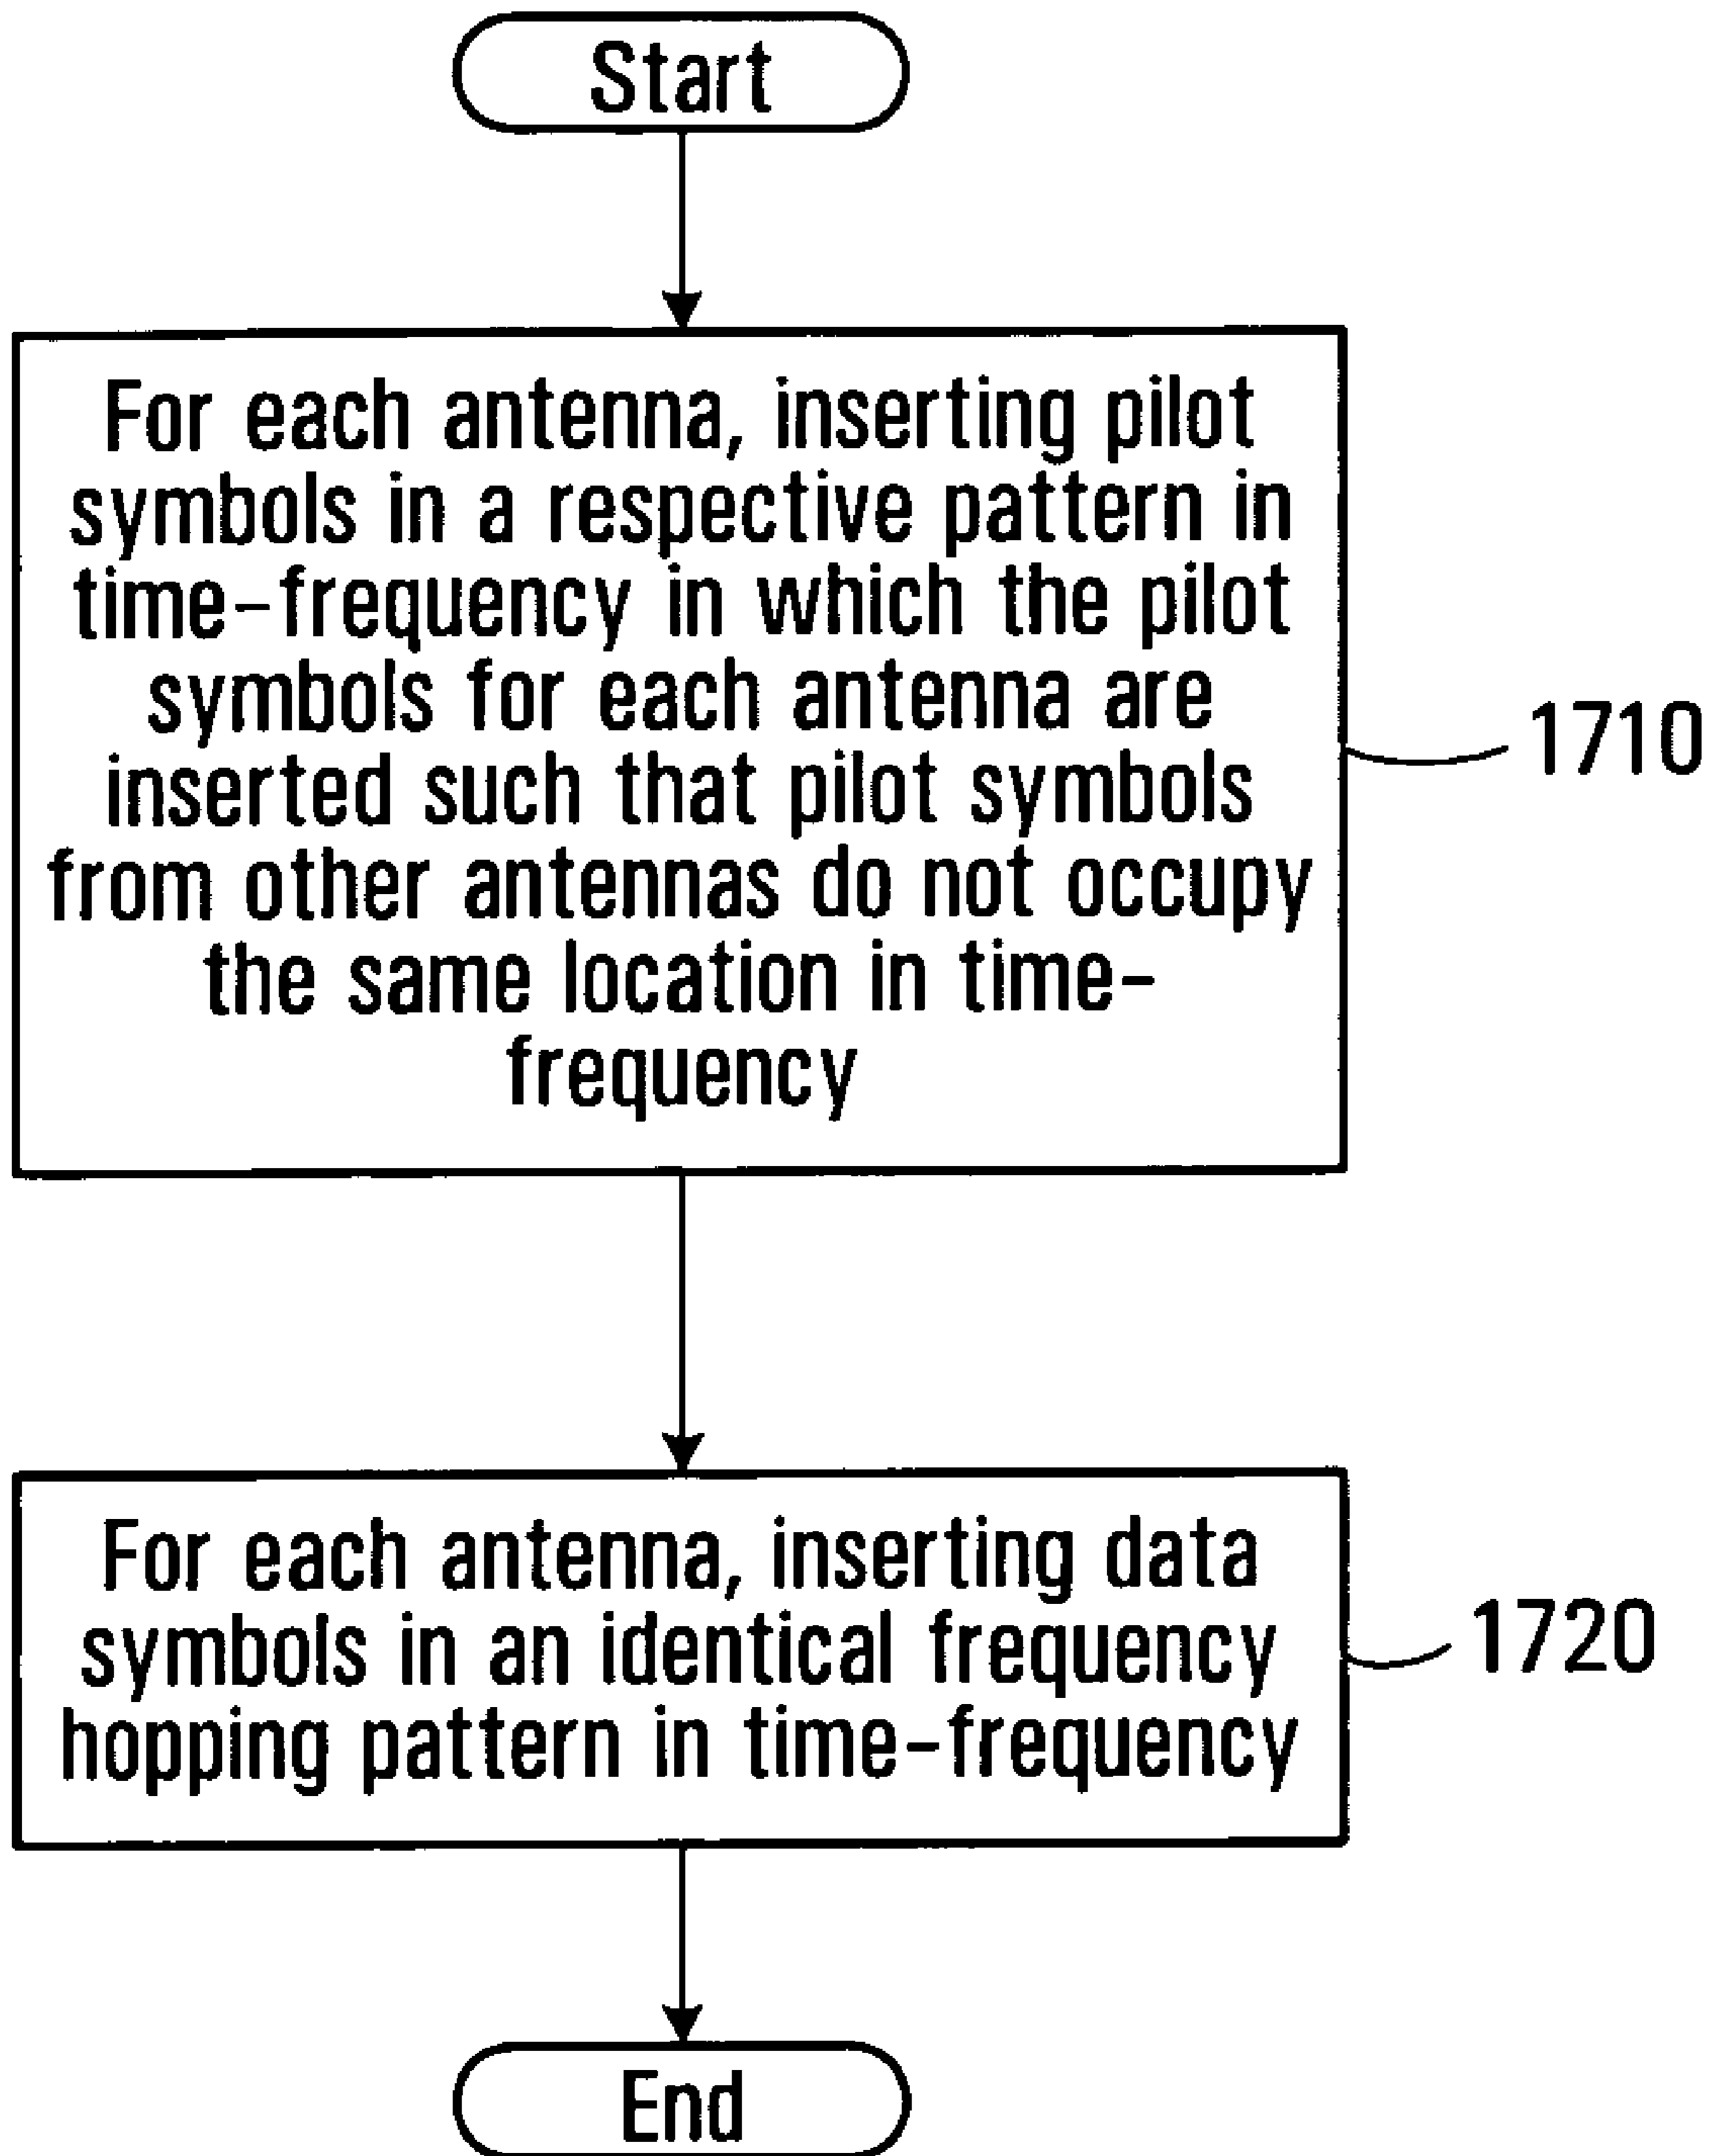 Start
For each antenna, inserting pilot
symbols in a respective pattern in
time-frequency in which the pilot
symbols for each antenna are
inserted such that pilot symbols
from other antennas do not occupy
the same location in time-
frequency
1710
For each antenna, inserting data
symbols in an identical frequency
hopping pattern in time-frequency
1720
End